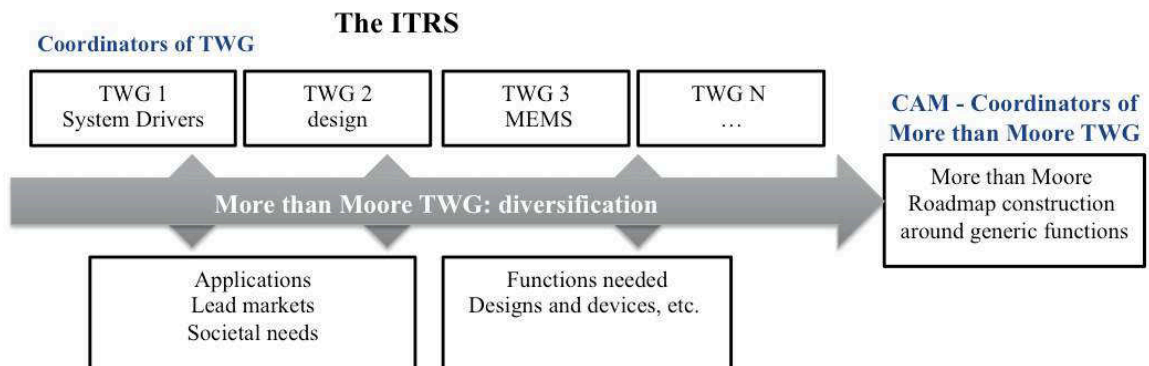 The ITRS
Coordinators of TWG
TWG 1
System Drivers
TWG 2
design
TWG 3
MEMS
TWG N
…
CAM - Coordinators of
More than Moore TWG
More than Moore
Roadmap construction
around generic functions
More than Moore TWG: diversification
Applications
Lead markets
Societal needs
Functions needed
Designs and devices, etc.